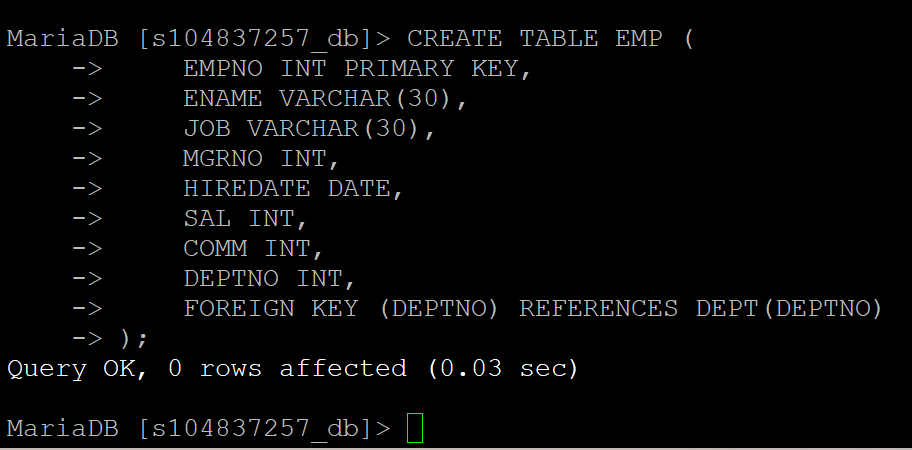 MariaDB [s104837257_db]> CREATE TABLE EMP (
    ->     EMPNO INT PRIMARY KEY,
    ->     ENAME VARCHAR(30),
    ->     JOB VARCHAR(30),
    ->     MGRNO INT,
    ->     HIREDATE DATE,
    ->     SAL INT,
    ->     COMM INT,
    ->     DEPTNO INT,
    ->     FOREIGN KEY (DEPTNO) REFERENCES DEPT(DEPTNO)
    -> );
Query OK, 0 rows affected (0.03 sec)
MariaDB [s104837257_db]>